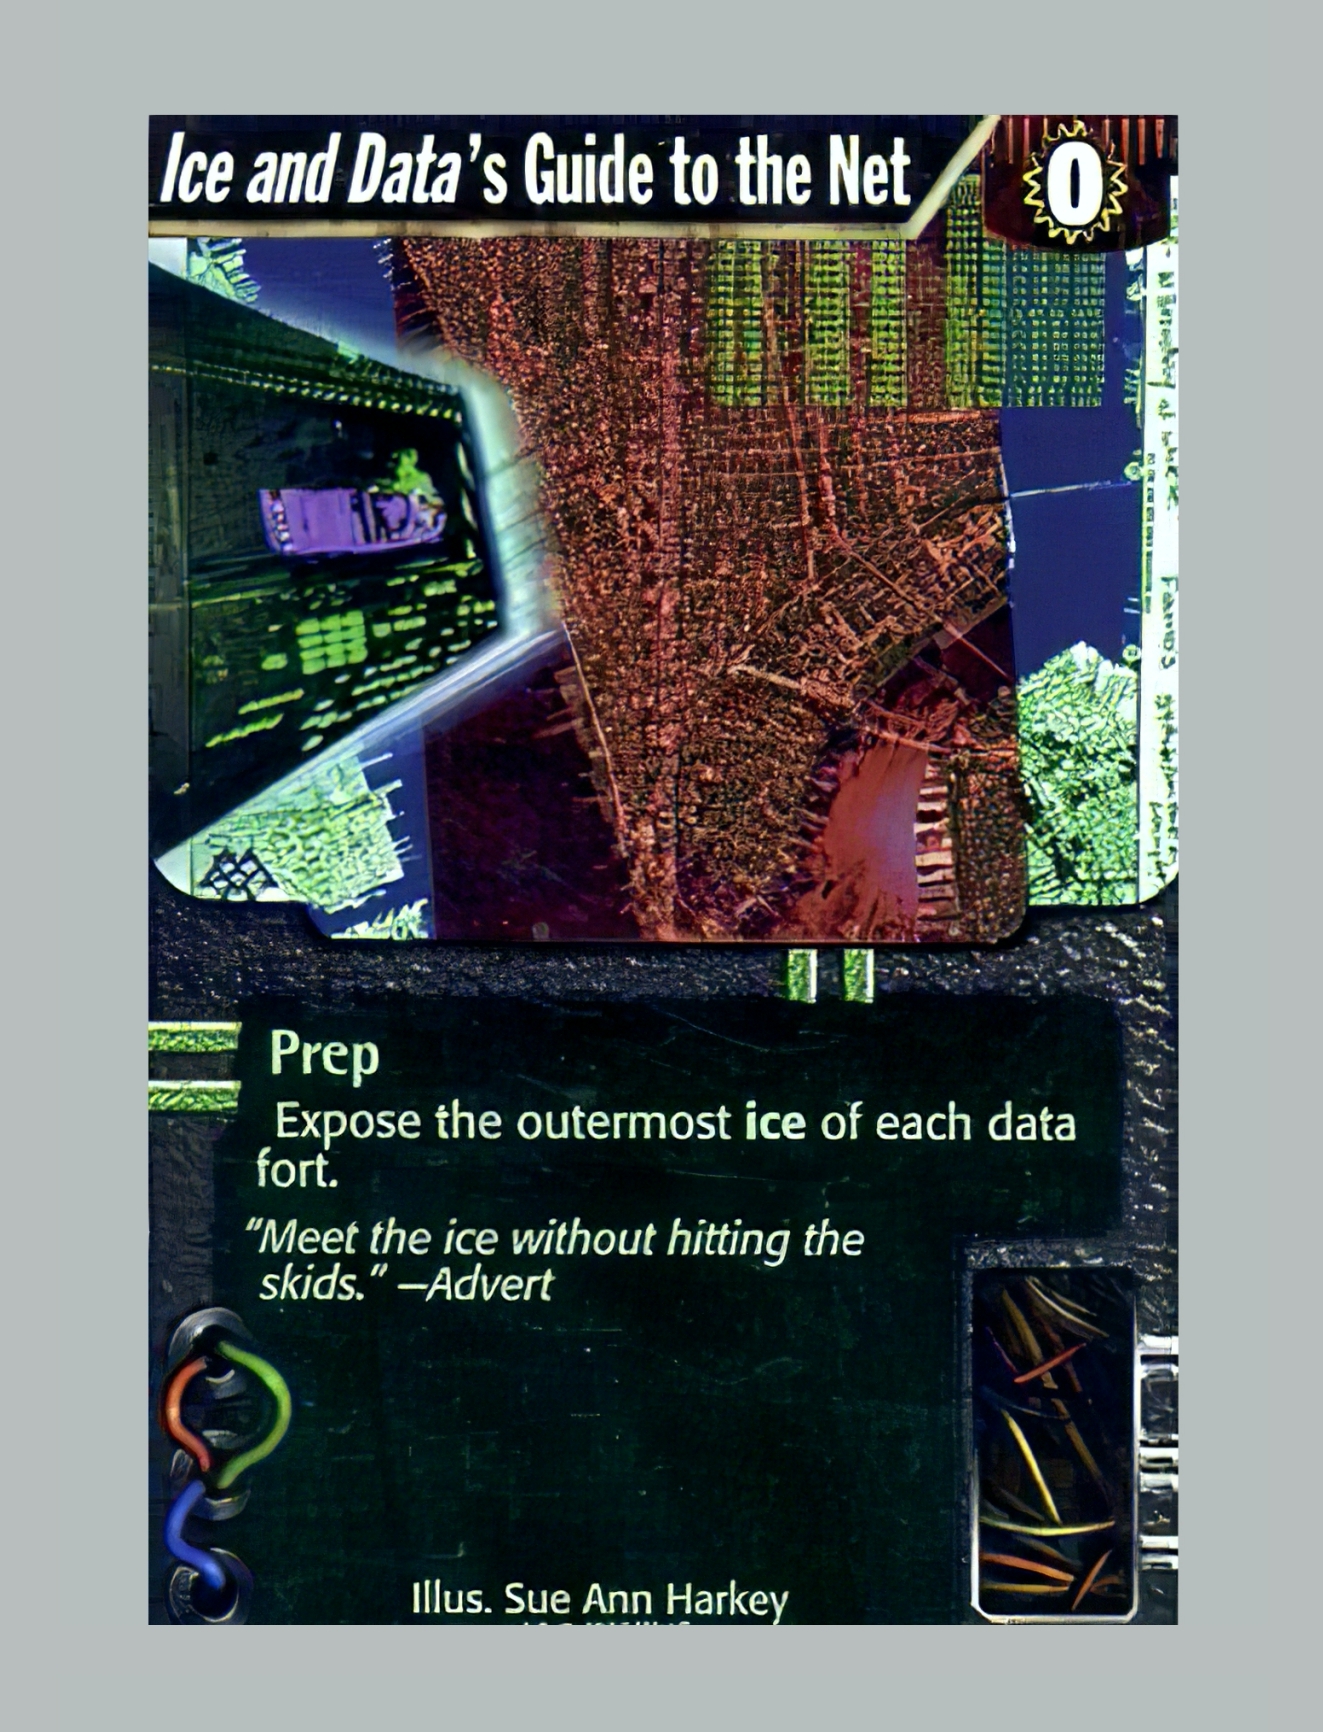 Ice and Data's Guide to the Net
0
Prep
Expose the outermost ice of each data
fort.
"Meet the ice without hitting the
skids." —Advert
Illus. Sue Ann Harkey